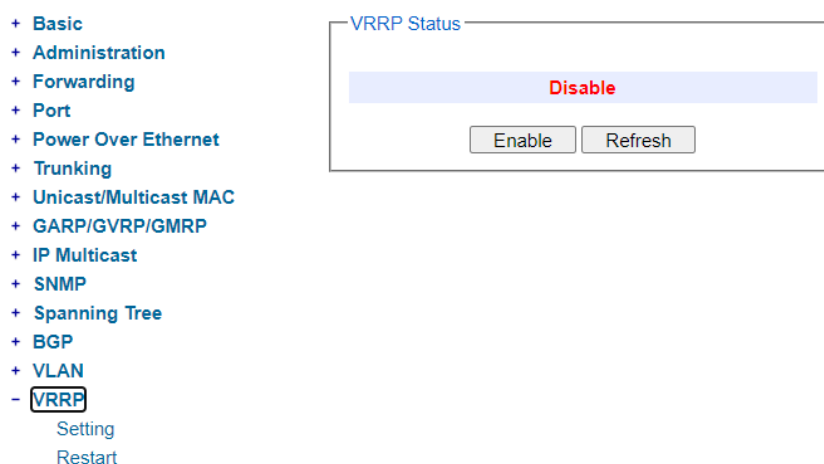 + Basic
+ Administration
+ Forwarding
+ Port
+ Power Over Ethernet
+ Trunking
+ Unicast/Multicast MAC
+ GARP/GVRP/GMRP
+ IP Multicast
+ SNMP
+ Spanning Tree
+ BGP
+ VLAN
− VRRP
Setting
Restart
VRRP Status
Disable
Enable Refresh